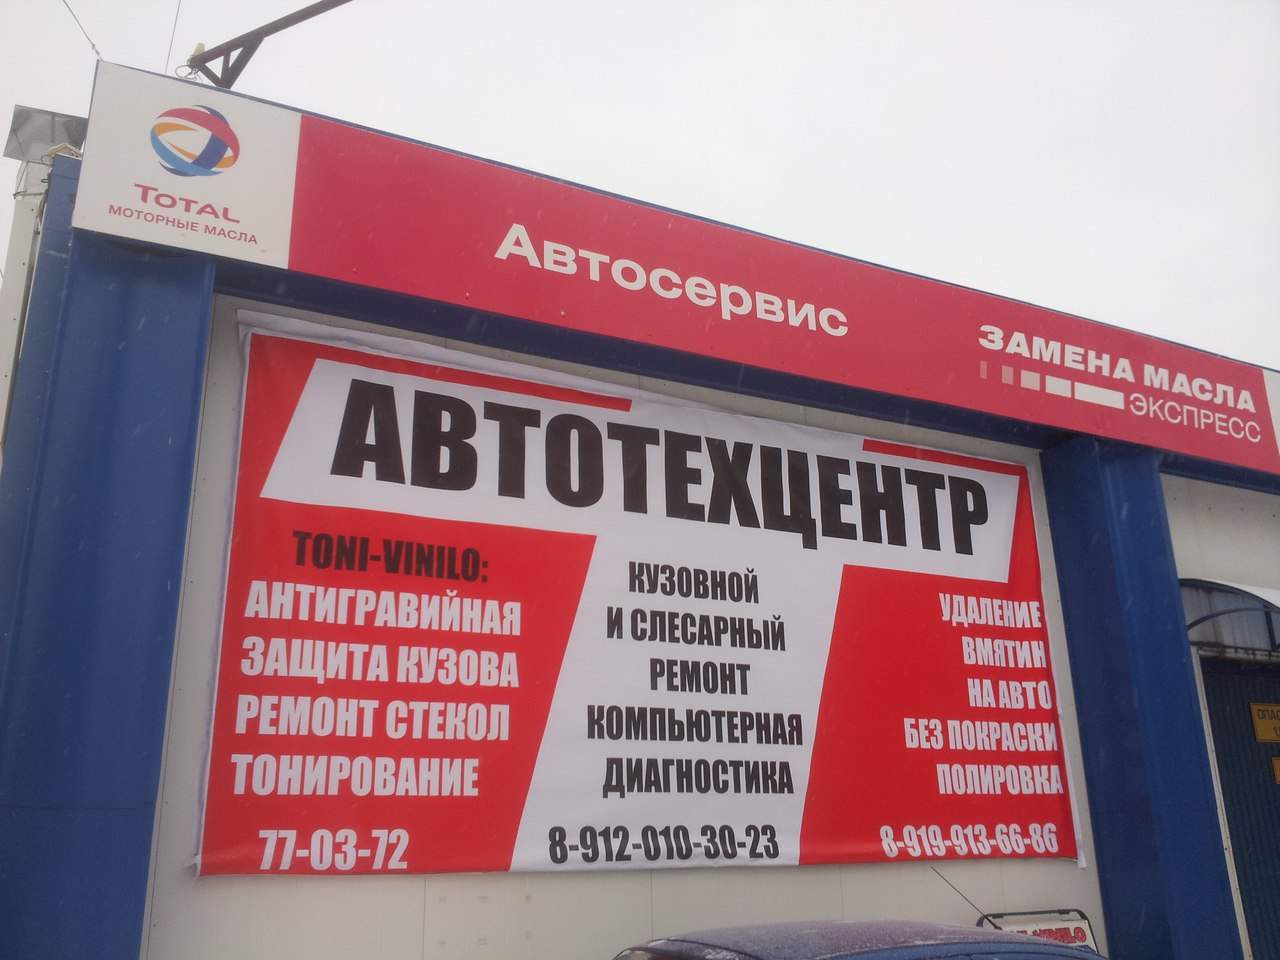 TOTAL
МОТОРНЫЕ МАСЛА
Автосервис
ЗАМЕНА МАСЛА
ЭКСПРЕСС
АВТОТЕХЦЕНТР
TONI-VINILO:
АНТИГРАВИЙНАЯ
ЗАЩИТА КУЗОВА
РЕМОНТ СТЕКОЛ
ТОНИРОВАНИЕ
77-03-72
КУЗОВНОЙ
И СЛЕСАРНЫЙ
РЕМОНТ
КОМПЬЮТЕРНАЯ
ДИАГНОСТИКА
8-912-010-30-23
УДАЛЕНИЕ
ВМЯТИН
НА АВТО
БЕЗ ПОКРАСКИ
ПОЛИРОВКА
8-919-913-66-86